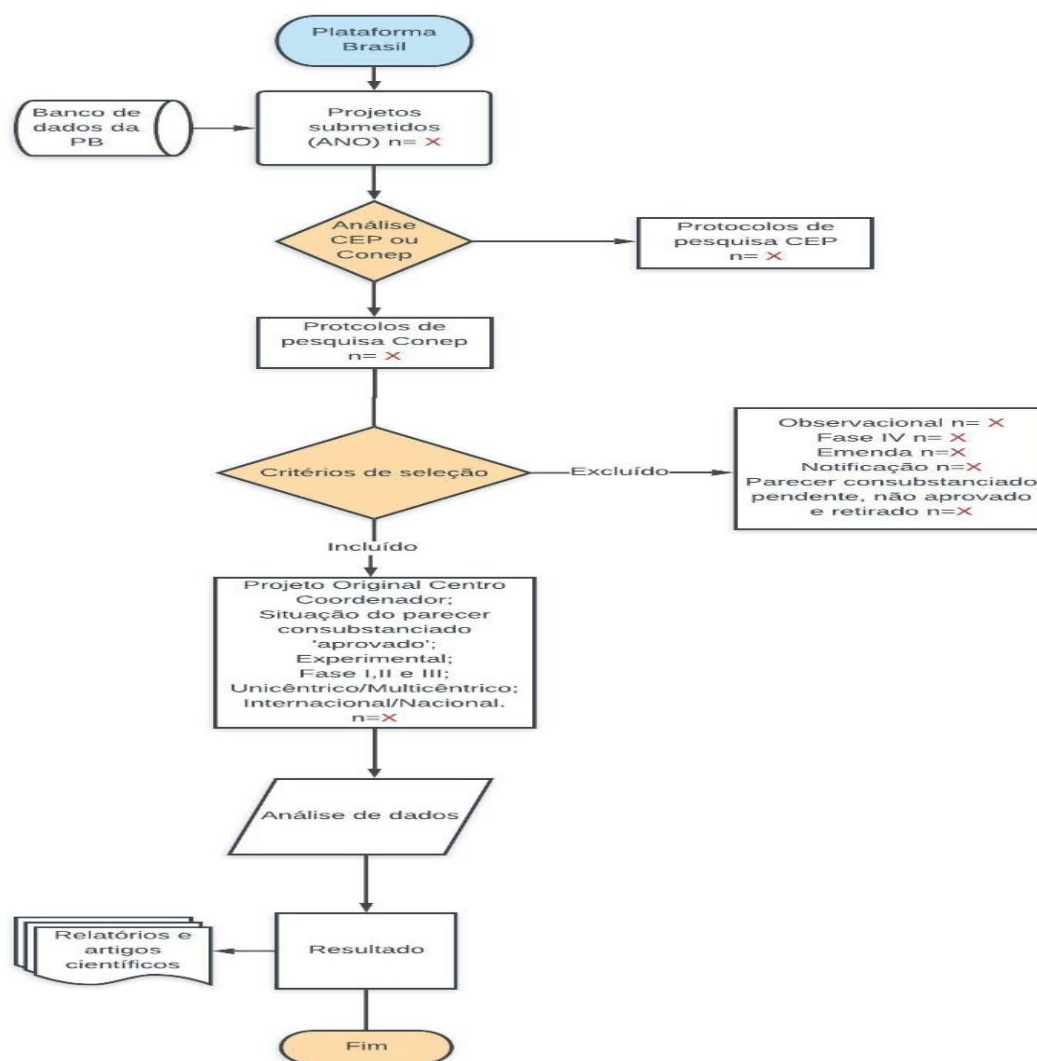 Plataforma
Brasil
Banco de
dados da
PB
Projetos
submetidos
(ANO) n= X
Análise
CEP ou
Conep
Protocolos de
pesquisa CEP
n= X
Protcolos de
pesquisa Conep
n= X
Critérios de seleção
Excluído
Observacional n= X
Fase IV n= X
Emenda n=X
Notificação n=X
Parecer consubstanciado
pendente, não aprovado
e retirado n=X
Incluído
Projeto Original Centro
Coordenador;
Situação do parecer
consubstanciado
'aprovado';
Experimental;
Fase I,II e III;
Unicêntrico/Multicêntrico;
Internacional/Nacional.
n=X
Análise de dados
Relatórios e
artigos
científicos
Resultado
Fim